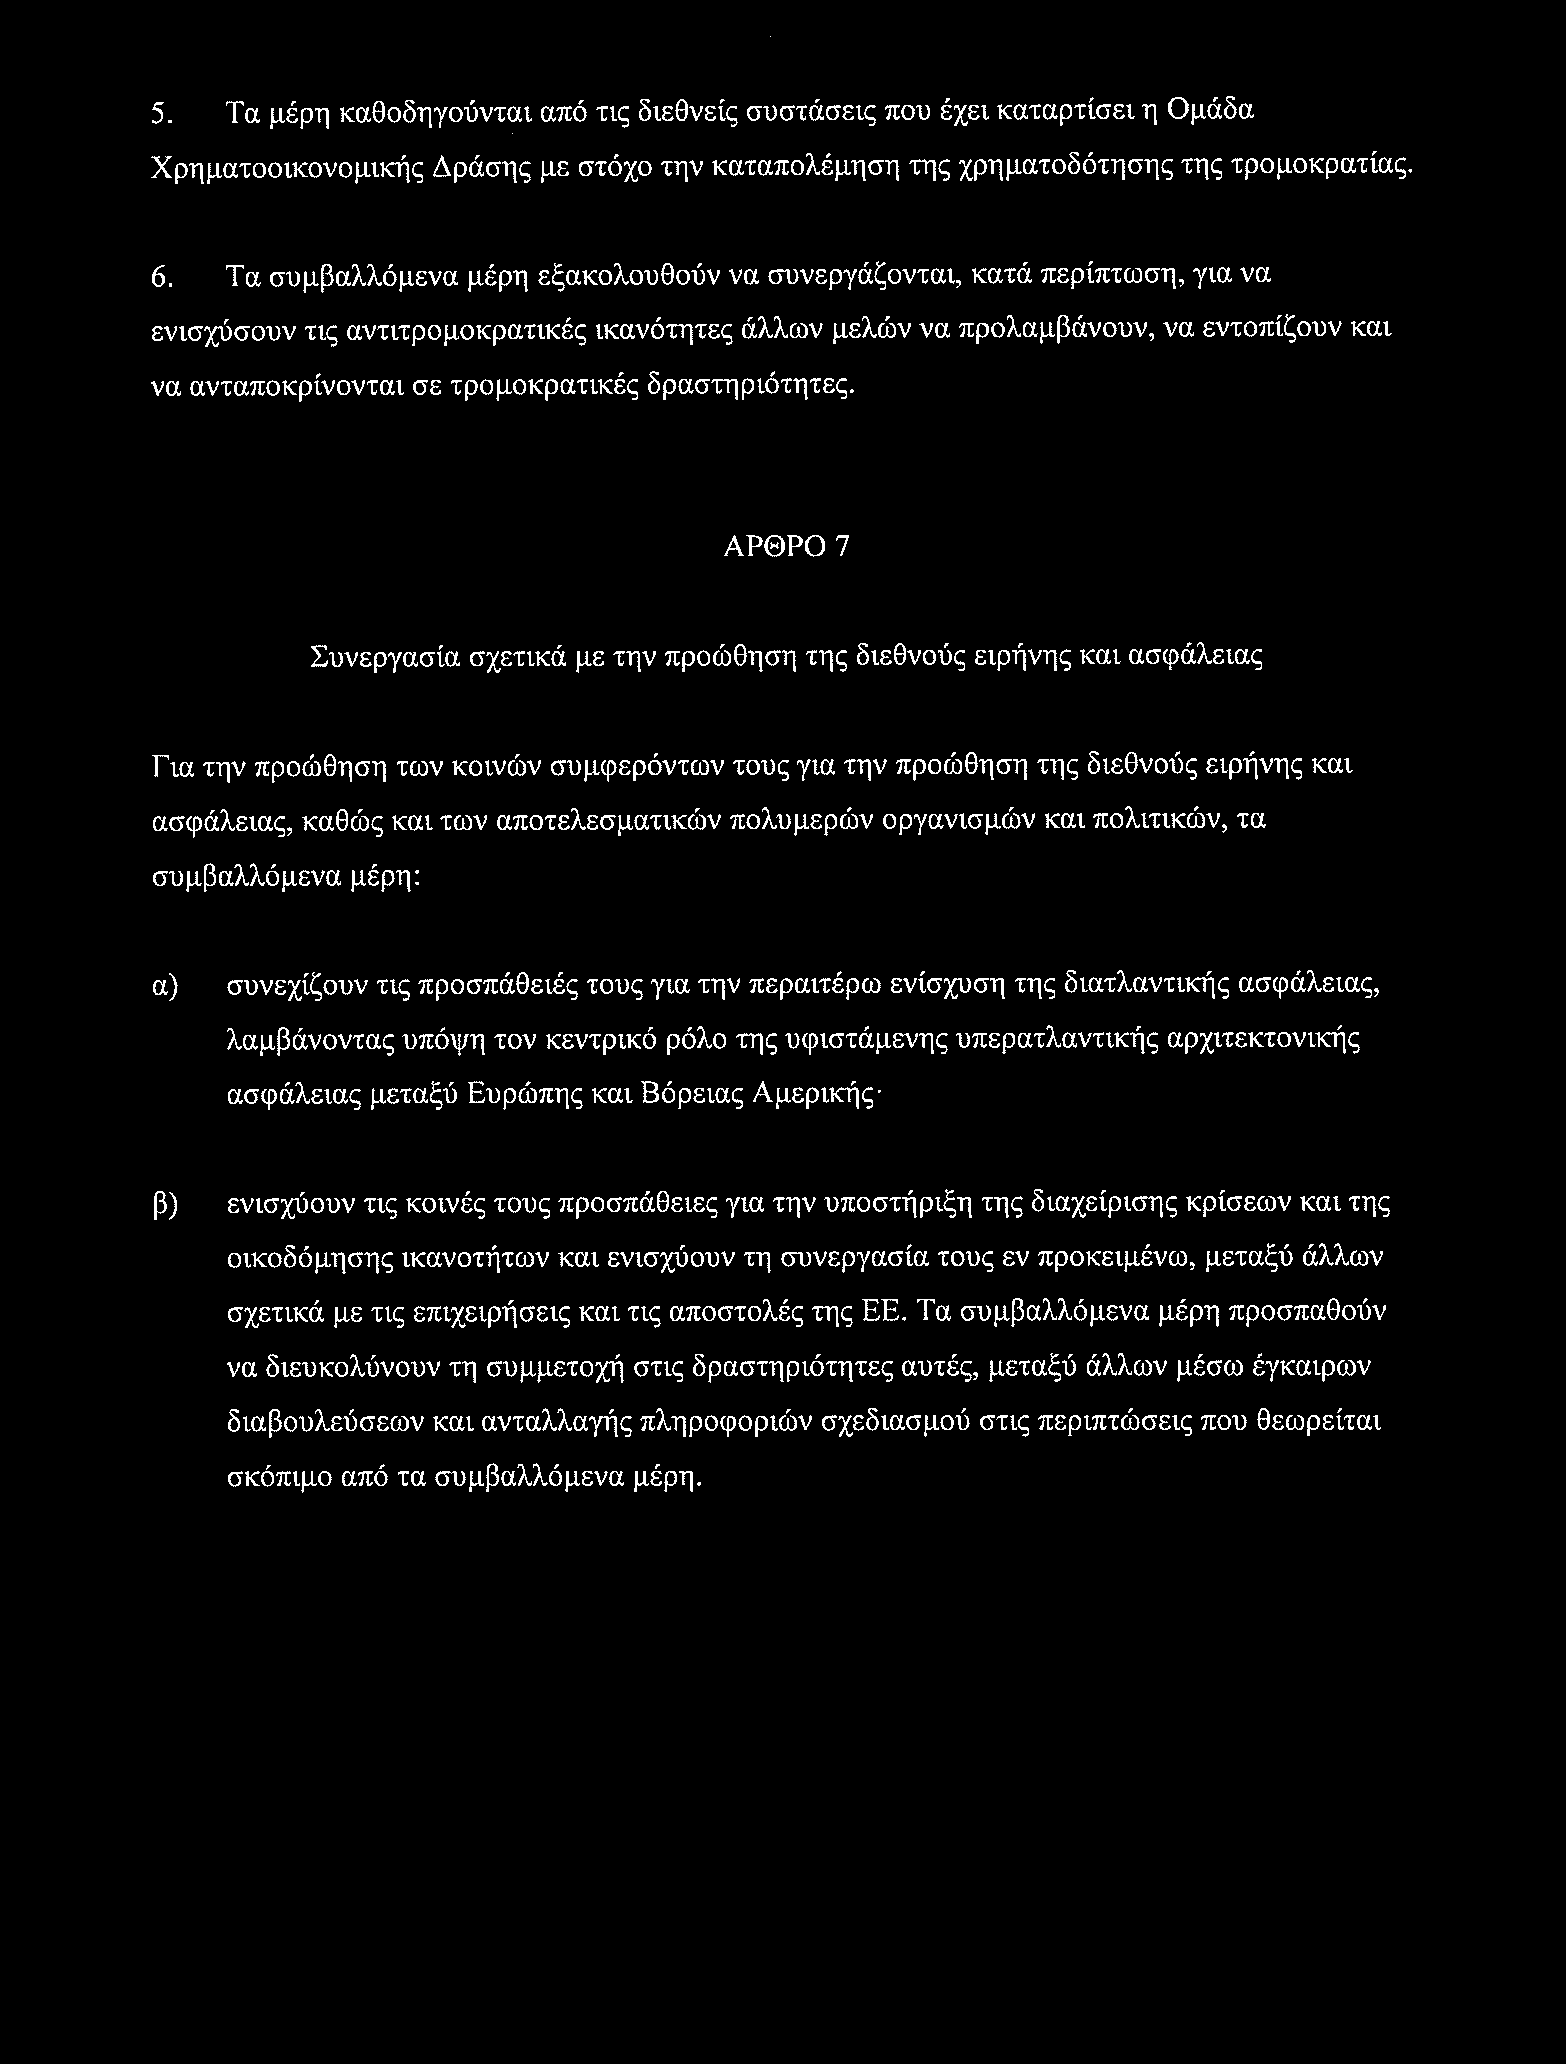 5. Τα μέρη καθοδηγούνται από τις διεθνείς συστάσεις που έχει καταρτίσει η Ομάδα
Χρηματοοικονομικής Δράσης με στόχο την καταπολέμηση της χρηματοδότησης της τρομοκρατίας.
6. Τα συμβαλλόμενα μέρη εξακολουθούν να συνεργάζονται, κατά περίπτωση, για να
ενισχύσουν τις αντιτρομοκρατικές ικανότητες άλλων μελών να προλαμβάνουν, να εντοπίζουν και
να ανταποκρίνονται σε τρομοκρατικές δραστηριότητες.
ΑΡΘΡΟ 7
Συνεργασία σχετικά με την προώθηση της διεθνούς ειρήνης και ασφάλειας
Για την προώθηση των κοινών συμφερόντων τους για την προώθηση της διεθνούς ειρήνης και
ασφάλειας, καθώς και των αποτελεσματικών πολυμερών οργανισμών και πολιτικών, τα
συμβαλλόμενα μέρη:
α) συνεχίζουν τις προσπάθειές τους για την περαιτέρω ενίσχυση της διατλαντικής ασφάλειας,
λαμβάνοντας υπόψη τον κεντρικό ρόλο της υφιστάμενης υπερατλαντικής αρχιτεκτονικής
ασφάλειας μεταξύ Ευρώπης και Βόρειας Αμερικής·
β) ενισχύουν τις κοινές τους προσπάθειες για την υποστήριξη της διαχείρισης κρίσεων και της
οικοδόμησης ικανοτήτων και ενισχύουν τη συνεργασία τους εν προκειμένω, μεταξύ άλλων
σχετικά με τις επιχειρήσεις και τις αποστολές της ΕΕ. Τα συμβαλλόμενα μέρη προσπαθούν
να διευκολύνουν τη συμμετοχή στις δραστηριότητες αυτές, μεταξύ άλλων μέσω έγκαιρων
διαβουλεύσεων και ανταλλαγής πληροφοριών σχεδιασμού στις περιπτώσεις που θεωρείται
σκόπιμο από τα συμβαλλόμενα μέρη.